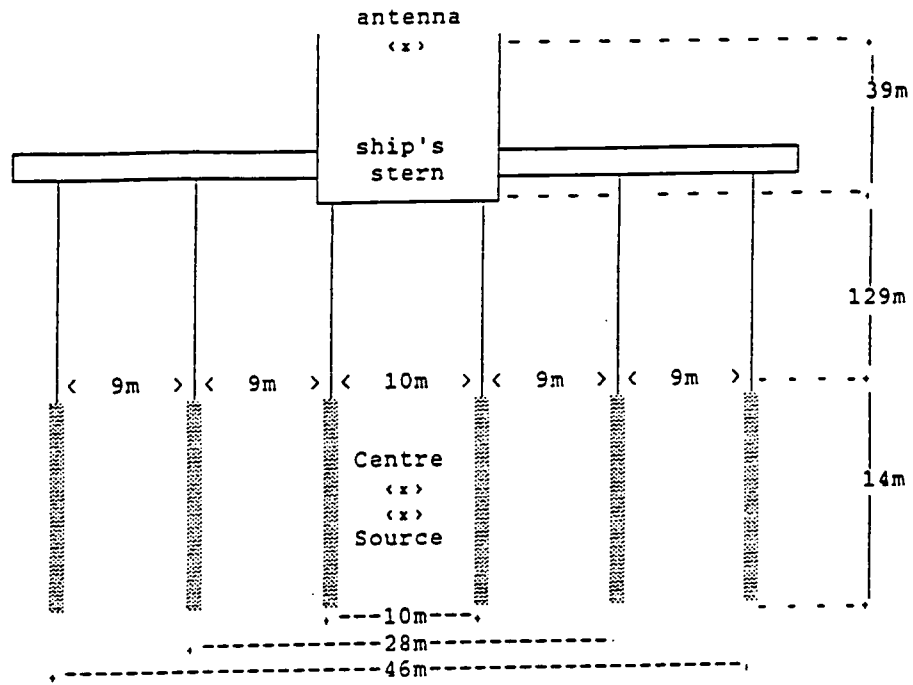 antenna
<x>
39m
ship's
stern
129m
< 9m > < 9m > < 10m > < 9m > < 9m >
Centre
<x>
14m
<x>
Source
10m
28m
46m